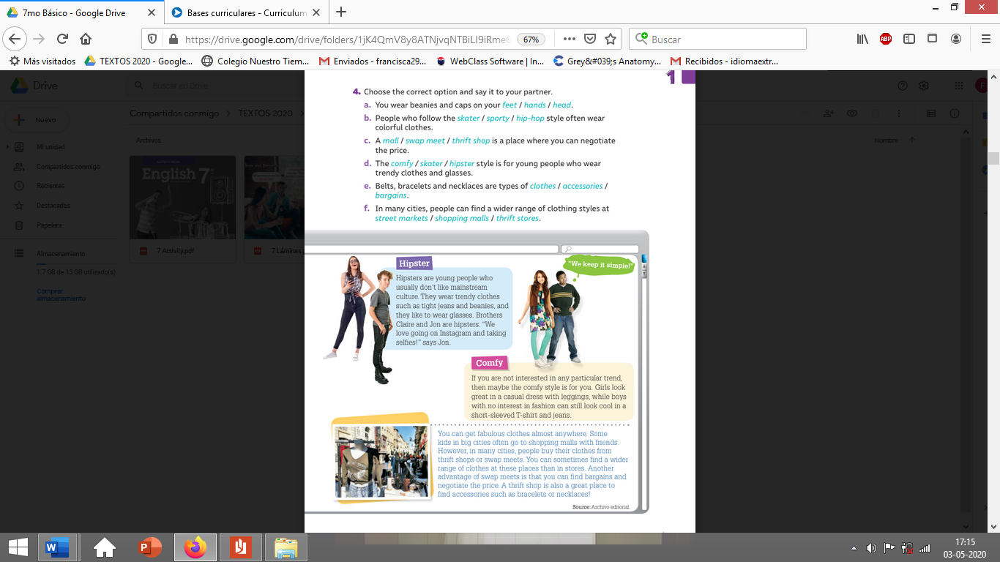 7mo Básico - Google Drive
Bases curriculares - Curriculum
https://drive.google.com/drive/folders/1jK4QmV8y8ATNjvqNTBiLI9iRme6
67%
Buscar
Más visitados
TEXTOS 2020 - Google...
Colegio Nuestro Tiem...
Enviados - francisca29...
WebClass Software | In...
Grey&#039;s Anatomy...
Recibidos - idiomaextr...
Drive
Buscar en Drive
Nuevo
Compartidos conmigo
TEXTOS 2020
Archivos
Nombre
Mi unidad
Compartidos conmigo
Recientes
Destacados
Papelera
Almacenamiento
1.7 GB de 15 GB utilizado(s)
Comprar
almacenamiento
English 7
7 Activity.pdf
7 Láminas.
1
4. Choose the correct option and say it to your partner.
a. You wear beanies and caps on your feet / hands / head.
b. People who follow the skater / sporty / hip-hop style often wear
colorful clothes.
c. A mall / swap meet / thrift shop is a place where you can negotiate
the price.
d. The comfy / skater / hipster style is for young people who wear
trendy clothes and glasses.
e. Belts, bracelets and necklaces are types of clothes / accessories /
bargains.
f. In many cities, people can find a wider range of clothing styles at
street markets / shopping malls / thrift stores.
Hipster
Hipsters are young people who
usually don't like mainstream
culture. They wear trendy clothes
such as tight jeans and beanies, and
they like to wear glasses. Brothers
Claire and Jon are hipsters. "We
love going on Instagram and taking
selfies!" says Jon.
"We keep it simple!"
Comfy
If you are not interested in any particular trend,
then maybe the comfy style is for you. Girls look
great in a casual dress with leggings, while boys
with no interest in fashion can still look cool in a
short-sleeved T-shirt and jeans.
You can get fabulous clothes almost anywhere. Some
kids in big cities often go to shopping malls with friends.
However, in many cities, people buy their clothes from
thrift shops or swap meets. You can sometimes find a wider
range of clothes at these places than in stores. Another
advantage of swap meets is that you can find bargains and
negotiate the price. A thrift shop is also a great place to
find accessories such as bracelets or necklaces!
Source: Archivo editorial.
17:15
03-05-2020